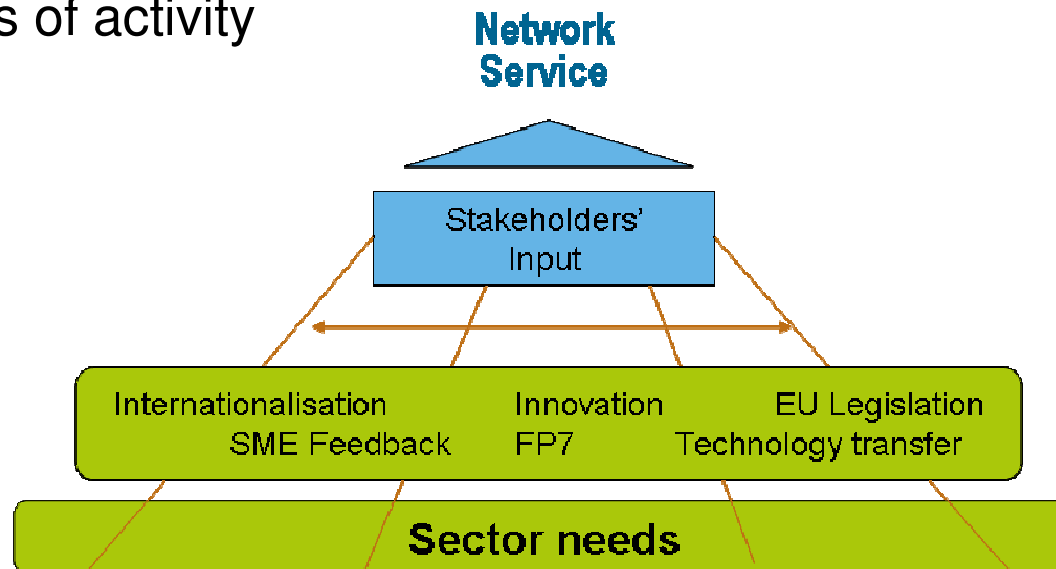 s of activity
Network
Service
Stakeholders’
Input
Internationalisation Innovation EU Legislation
SME Feedback FP7 Technology transfer
Sector needs